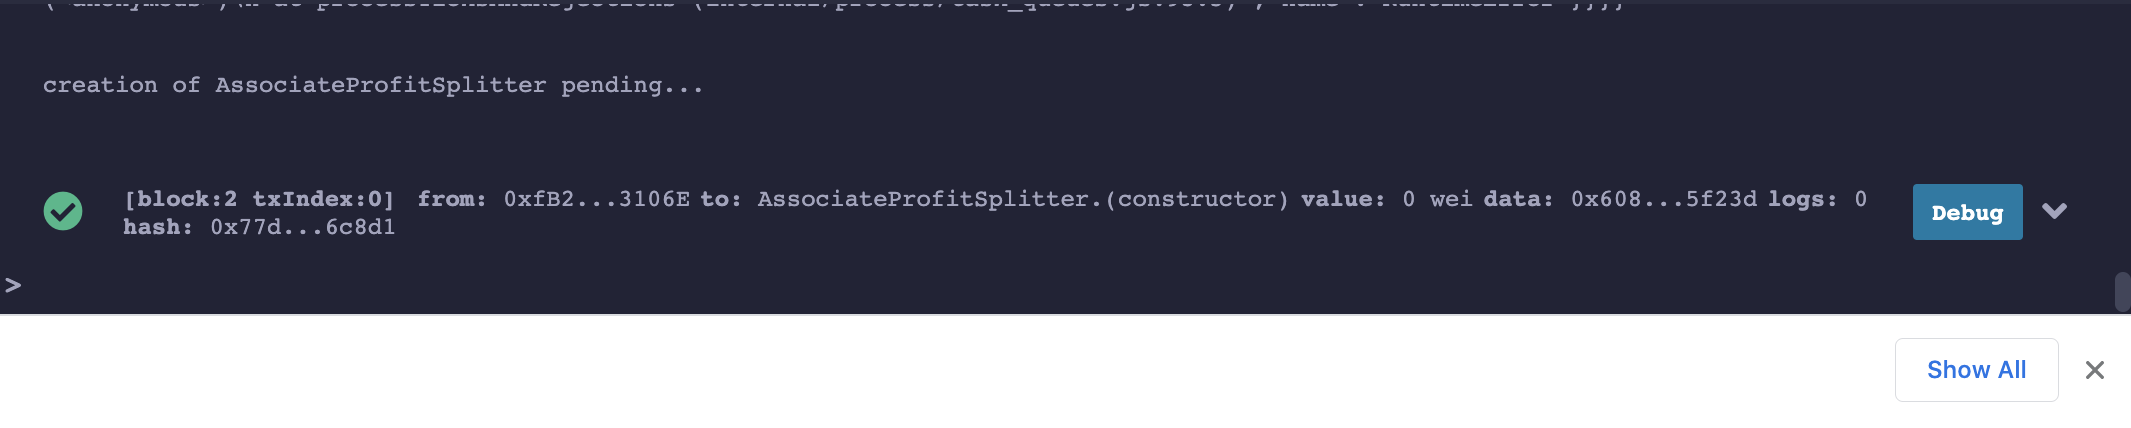 creation of AssociateProfitSplitter pending...
[block:2 txIndex:0] from: 0xfB2...3106E to: AssociateProfitSplitter.(constructor) value: 0 wei data: 0x608...5f23d logs: 0
hash: 0x77d...6c8d1
Debug
>
Show All